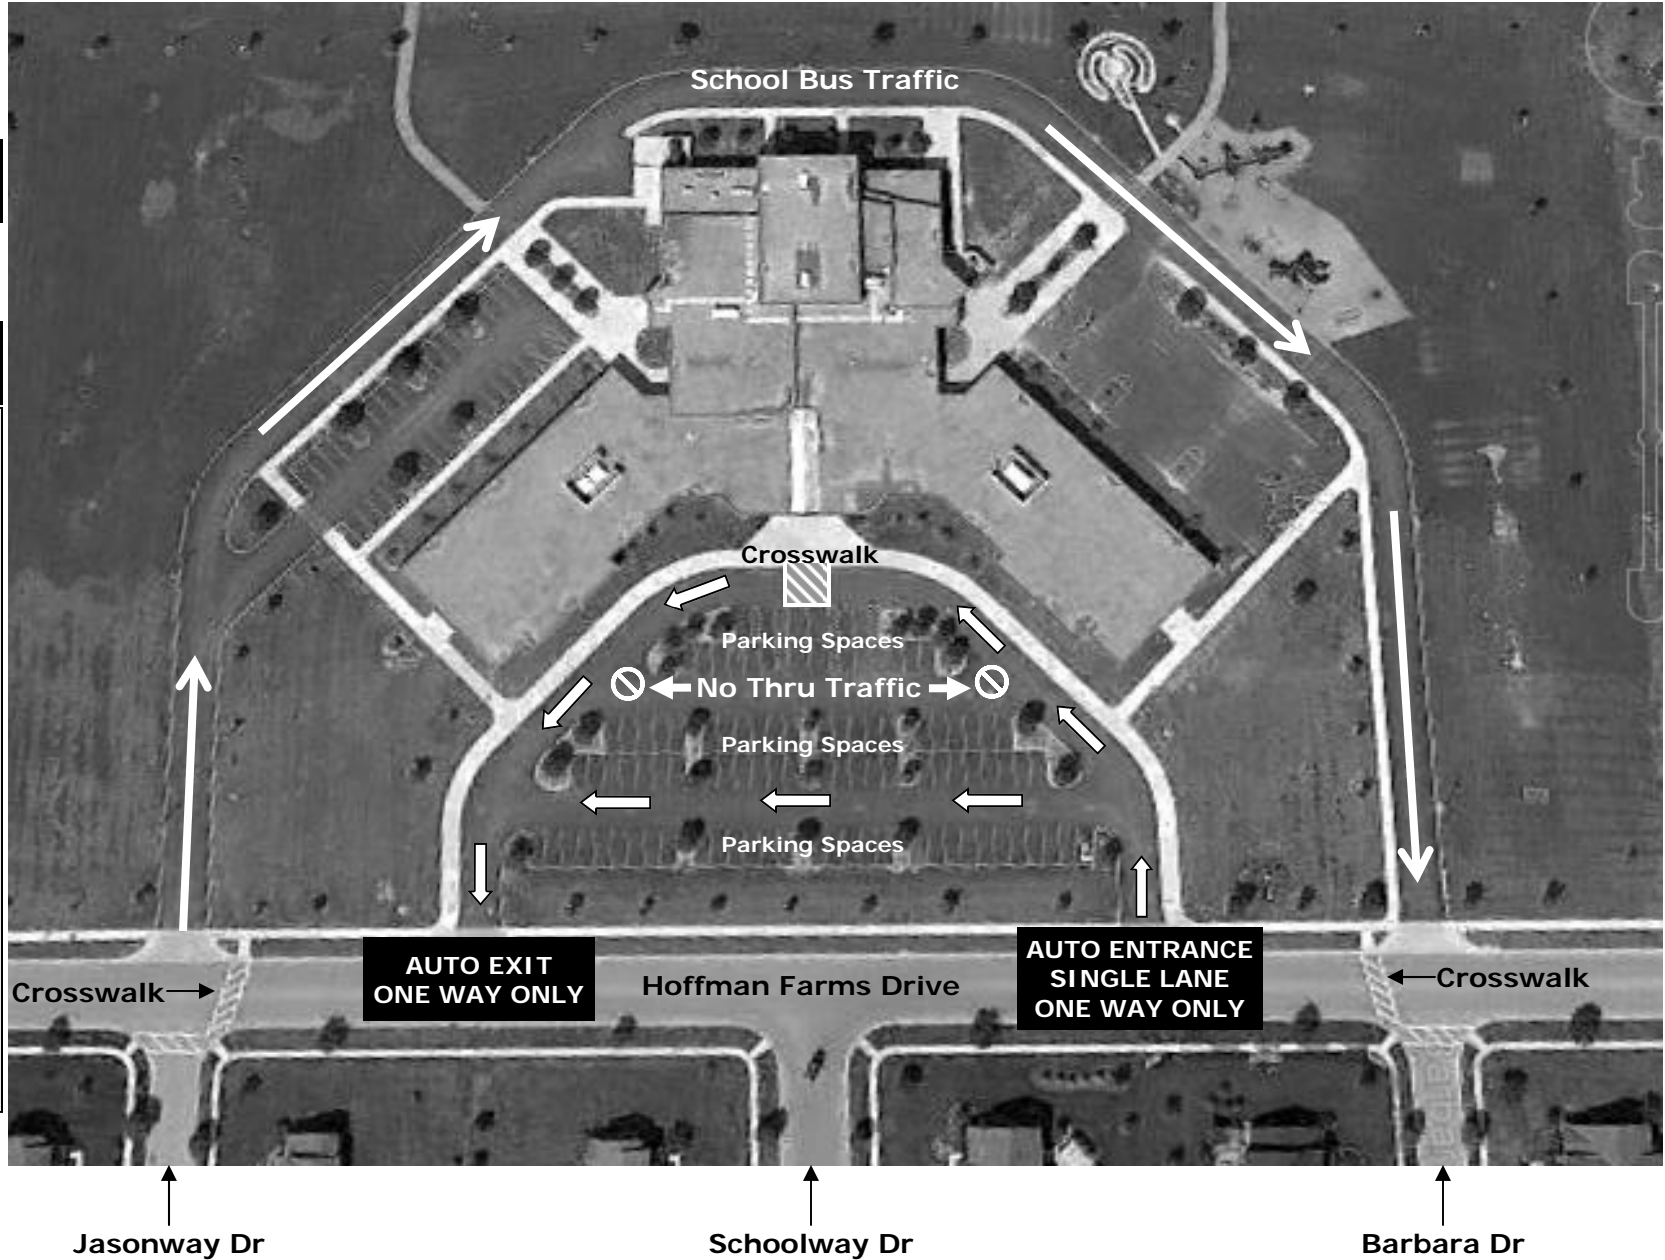 School Bus Traffic
Crosswalk
Parking Spaces
No Thru Traffic
Parking Spaces
Parking Spaces
AUTO EXIT
ONE WAY ONLY
Hoffman Farms Drive
AUTO ENTRANCE
SINGLE LANE
ONE WAY ONLY
Crosswalk
Crosswalk
Jasonway Dr
Schoolway Dr
Barbara Dr